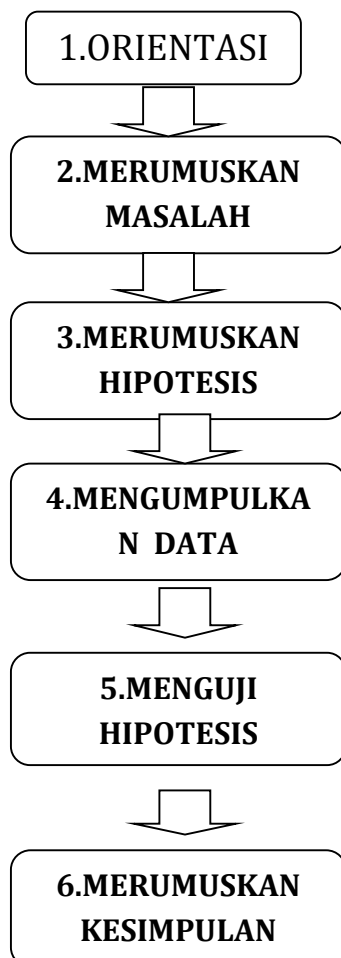 1.ORIENTASI
2.MERUMUSKAN
MASALAH
3.MERUMUSKAN
HIPOTESIS
4.MENGUMPULKA
N DATA
5.MENGUJI
HIPOTESIS
6.MERUMUSKAN
KESIMPULAN